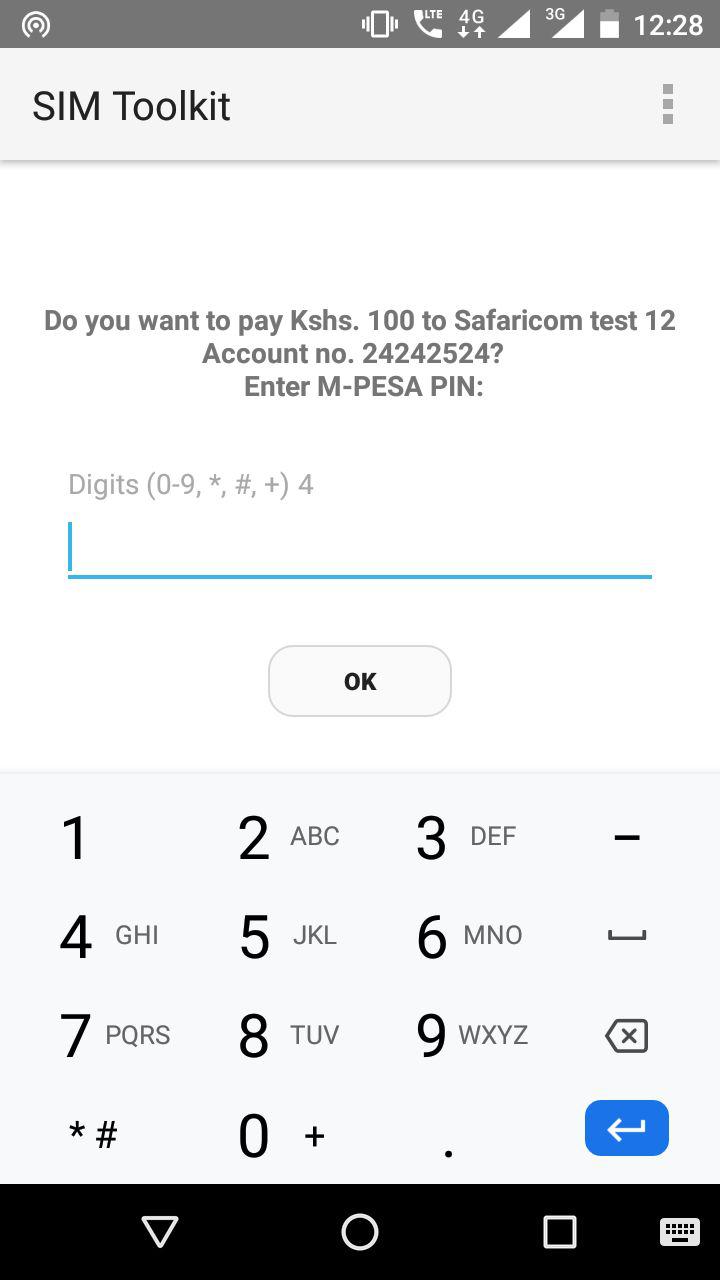 LTE 4G 3G 12:28
SIM Toolkit
Do you want to pay Kshs. 100 to Safaricom test 12
Account no. 24242524?
Enter M-PESA PIN:
Digits (0-9, *, #, +) 4
OK
1 2 ABC 3 DEF –
4 GHI 5 JKL 6 MNO
7 PQRS 8 TUV 9 WXYZ
* # 0 + .